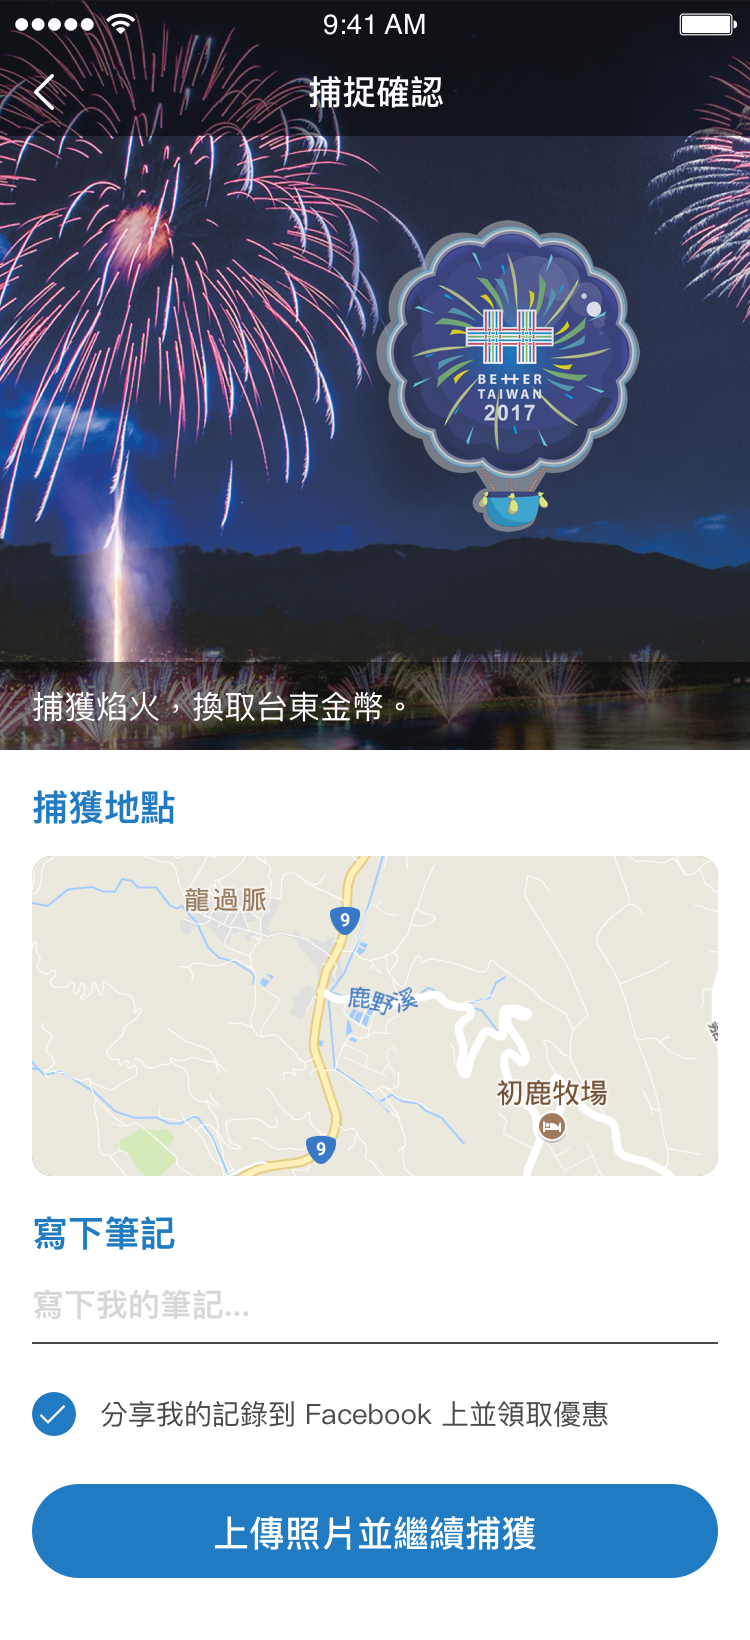 9:41 AM
捕捉確認
BETTER
TAIWAN
2017
捕獲焰火，換取台東金幣。
捕獲地點
龍過脈
9
鹿野溪
初鹿牧場
9
寫下筆記
寫下我的筆記...
分享我的記錄到 Facebook 上並領取優惠
上傳照片並繼續捕獲